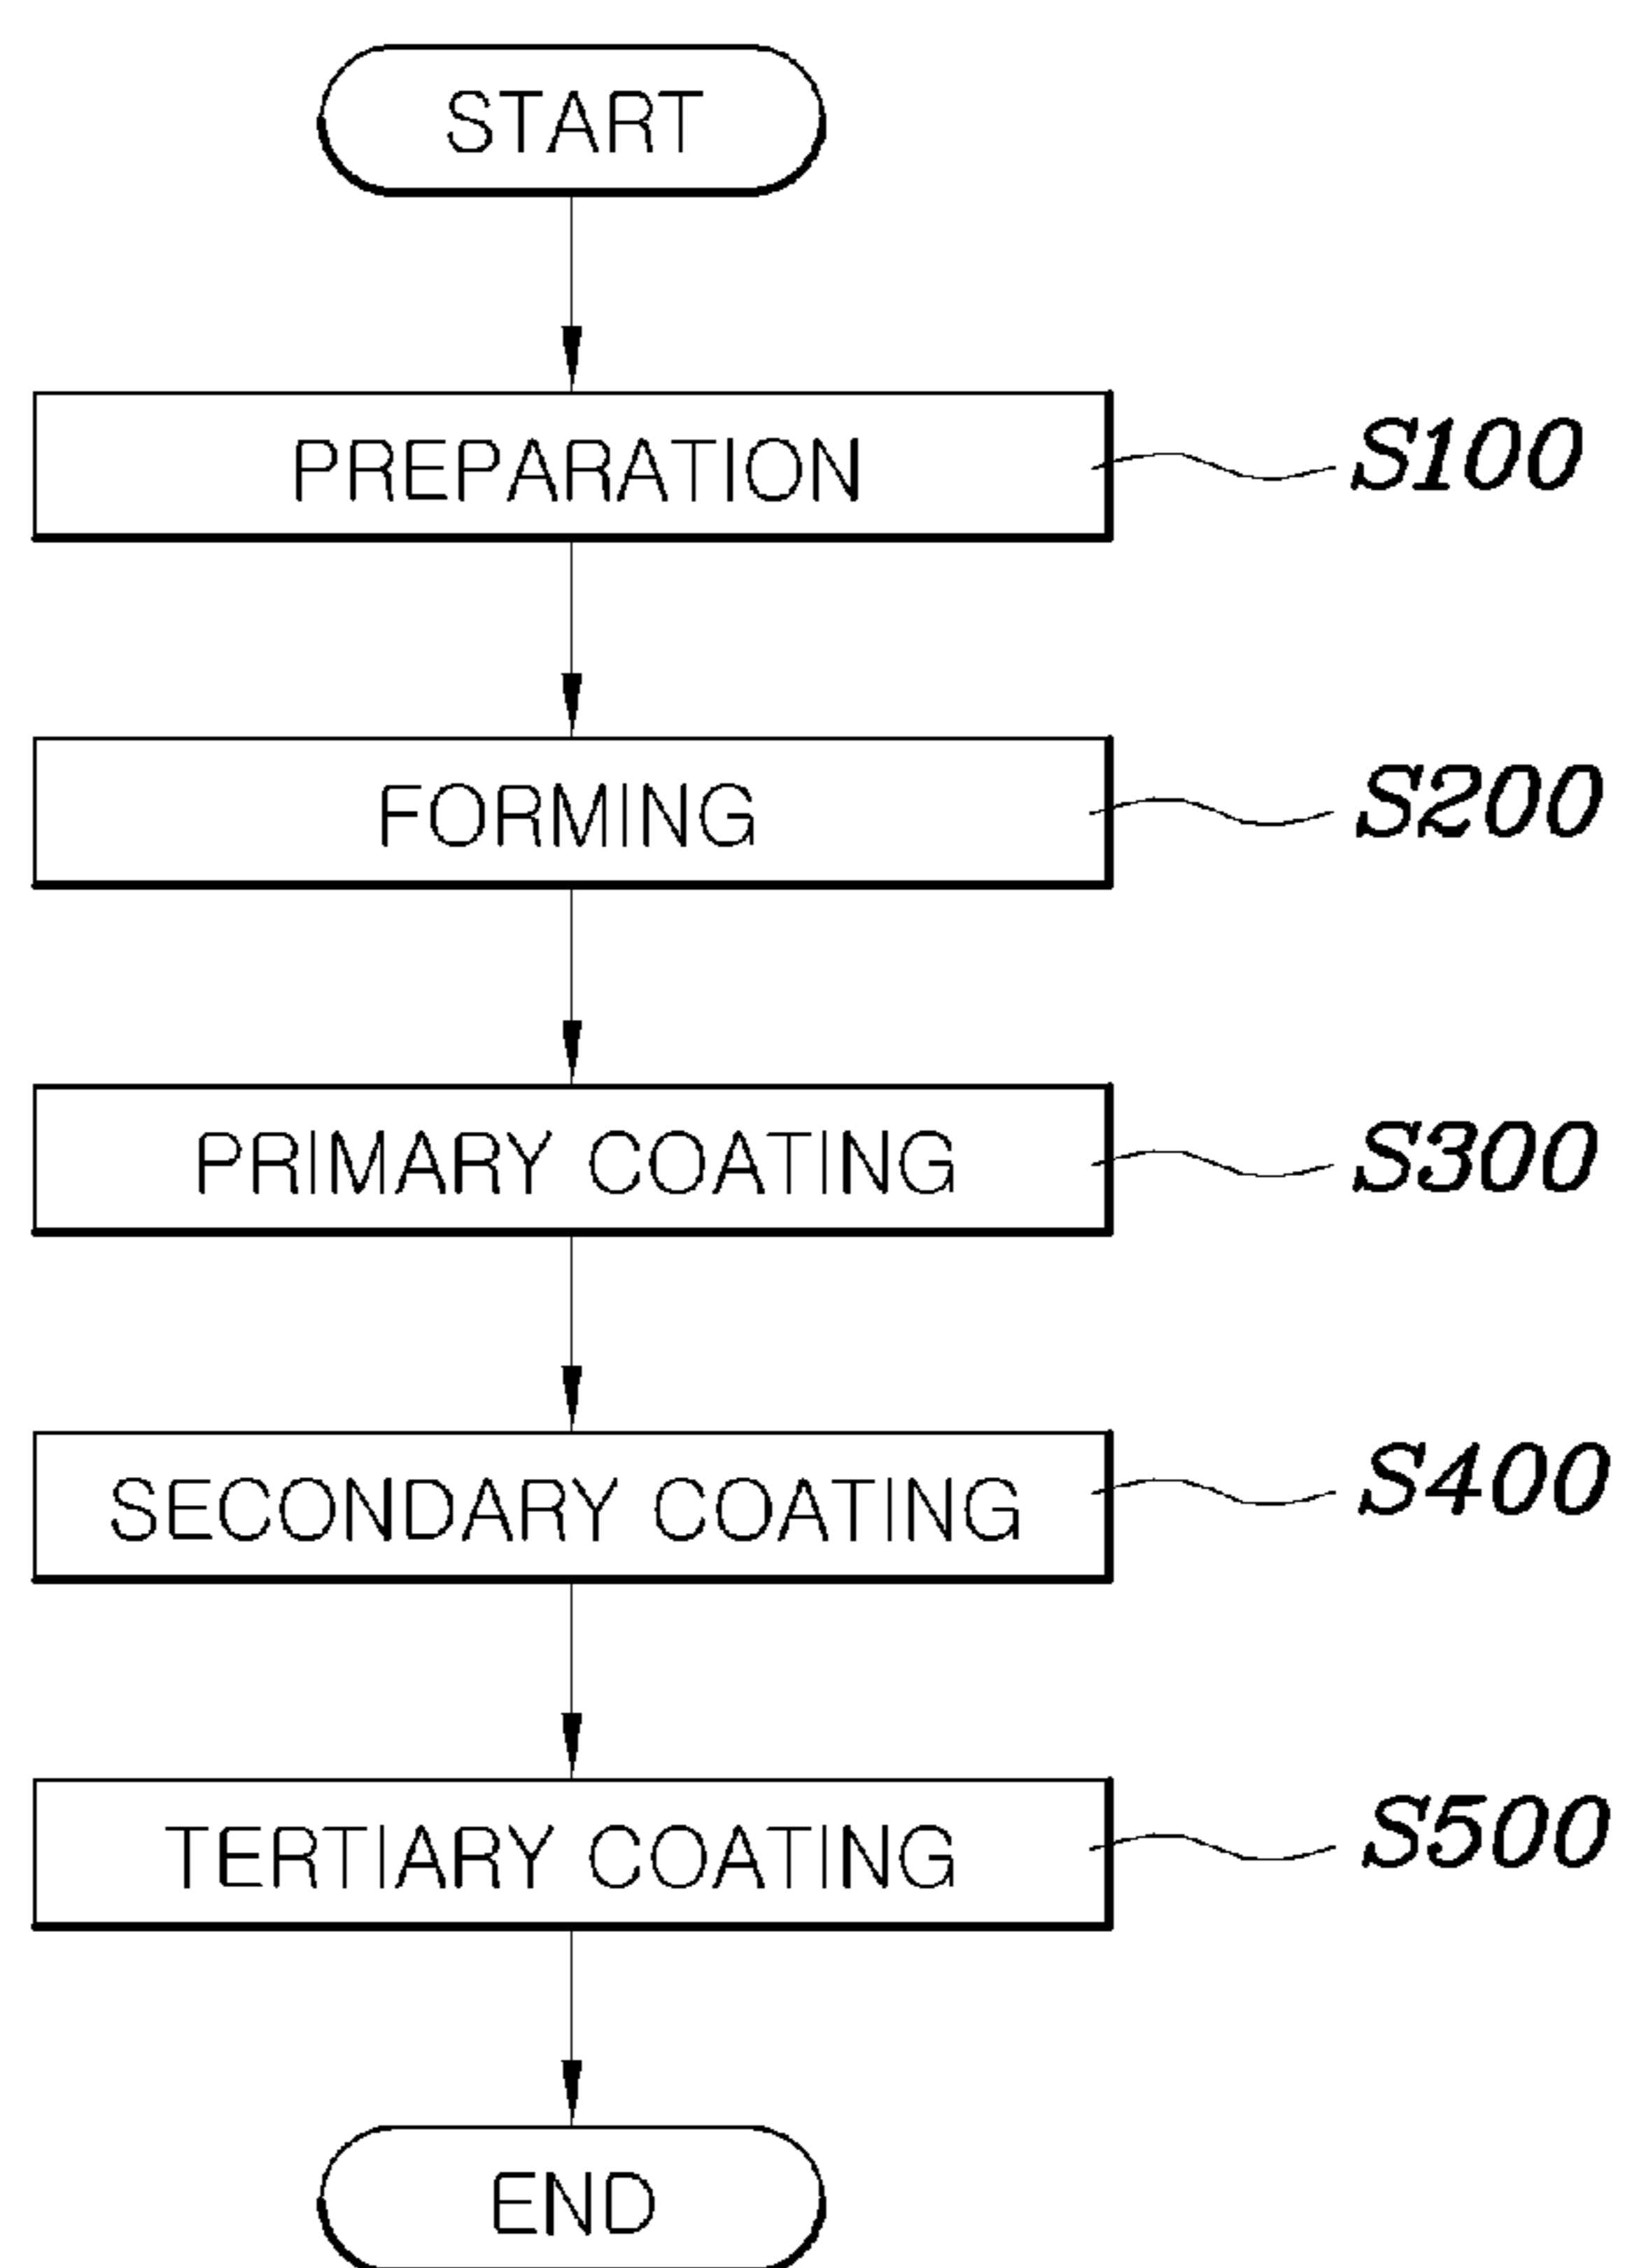 START
PREPARATION S100
FORMING S200
PRIMARY COATING S300
SECONDARY COATING S400
TERTIARY COATING S500
END